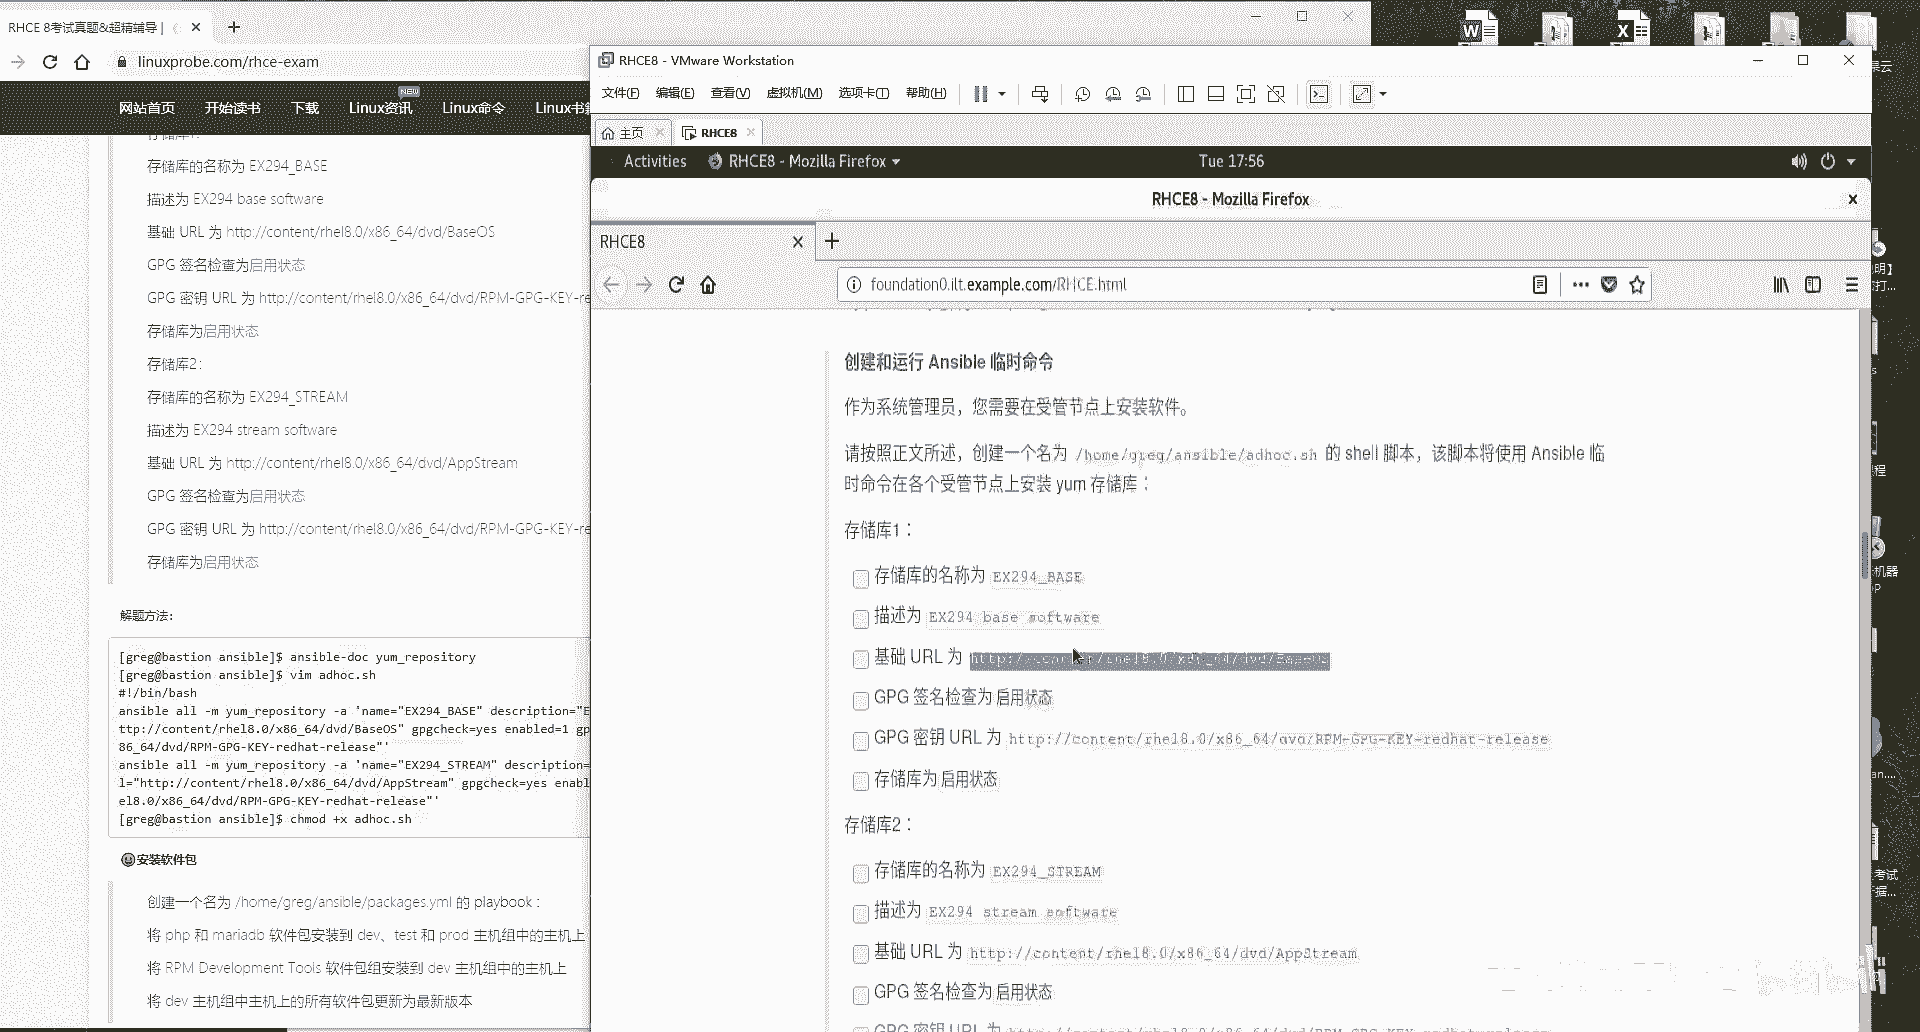 RHCE 8考试真题&超精辅导 |
linuxprobe.com/rhce-exam
网站首页 开始读书 下载 Linux资讯 NEW Linux命令 Linux书
存储库的名称为 EX294_BASE
描述为 EX294 base software
基础 URL 为 http://content/rhel8.0/x86_64/dvd/BaseOS
GPG 签名检查为启用状态
GPG 密钥 URL 为 http://content/rhel8.0/x86_64/dvd/RPM-GPG-KEY-re
存储库为启用状态
存储库2：
存储库的名称为 EX294_STREAM
描述为 EX294 stream software
基础 URL 为 http://content/rhel8.0/x86_64/dvd/AppStream
GPG 签名检查为启用状态
GPG 密钥 URL 为 http://content/rhel8.0/x86_64/dvd/RPM-GPG-KEY-re
存储库为启用状态
解题方法:
[greg@bastion ansible]$ ansible-doc yum_repository
[greg@bastion ansible]$ vim adhoc.sh
#!/bin/bash
ansible all -m yum_repository -a 'name="EX294_BASE" description="E
ttp://content/rhel8.0/x86_64/dvd/BaseOS" gpgcheck=yes enabled=1 gp
86_64/dvd/RPM-GPG-KEY-redhat-release"'
ansible all -m yum_repository -a 'name="EX294_STREAM" description=
l="http://content/rhel8.0/x86_64/dvd/AppStream" gpgcheck=yes enabl
el8.0/x86_64/dvd/RPM-GPG-KEY-redhat-release"'
[greg@bastion ansible]$ chmod +x adhoc.sh
安装软件包
创建一个名为 /home/greg/ansible/packages.yml 的 playbook :
将 php 和 mariadb 软件包安装到 dev、test 和 prod 主机组中的主机上
将 RPM Development Tools 软件包组安装到 dev 主机组中的主机上
将 dev 主机组中主机上的所有软件包更新为最新版本
RHCE8 - VMware Workstation
文件(F) 编辑(E) 查看(V) 虚拟机(M) 选项卡(T) 帮助(H)
主页 RHCE8
Activities RHCE8 - Mozilla Firefox Tue 17:56
RHCE8 - Mozilla Firefox
RHCE8
foundation0.ilt.example.com/RHCE.html
创建和运行 Ansible 临时命令
作为系统管理员，您需要在受管节点上安装软件。
请按照正文所述，创建一个名为 /home/greg/ansible/adhoc.sh 的 shell 脚本，该脚本将使用 Ansible 临
时命令在各个受管节点上安装 yum 存储库：
存储库1：
存储库的名称为 EX294_BASE
描述为 EX294 base software
基础 URL 为 http://content/rhel8.0/x86_64/dvd/BaseOS
GPG 签名检查为 启用状态
GPG 密钥 URL 为 http://content/rhel8.0/x86_64/dvd/RPM-GPG-KEY-redhat-release
存储库为 启用状态
存储库2：
存储库的名称为 EX294_STREAM
描述为 EX294 stream software
基础 URL 为 http://content/rhel8.0/x86_64/dvd/AppStream
GPG 签名检查为 启用状态